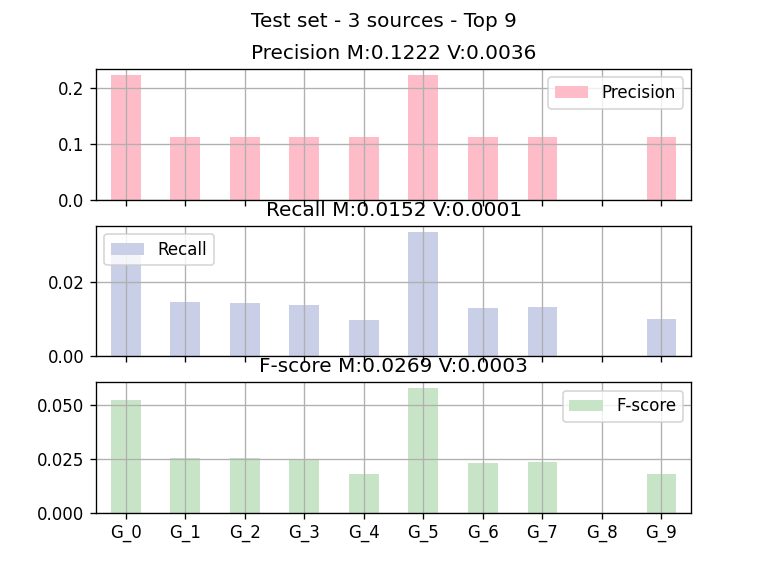 Test set - 3 sources - Top 9
Precision M:0.1222 V:0.0036
0.2
0.1
0.0
Precision
Recall M:0.0152 V:0.0001
0.02
0.00
Recall
F-score M:0.0269 V:0.0003
0.050
0.025
0.000
F-score
G_0 G_1 G_2 G_3 G_4 G_5 G_6 G_7 G_8 G_9